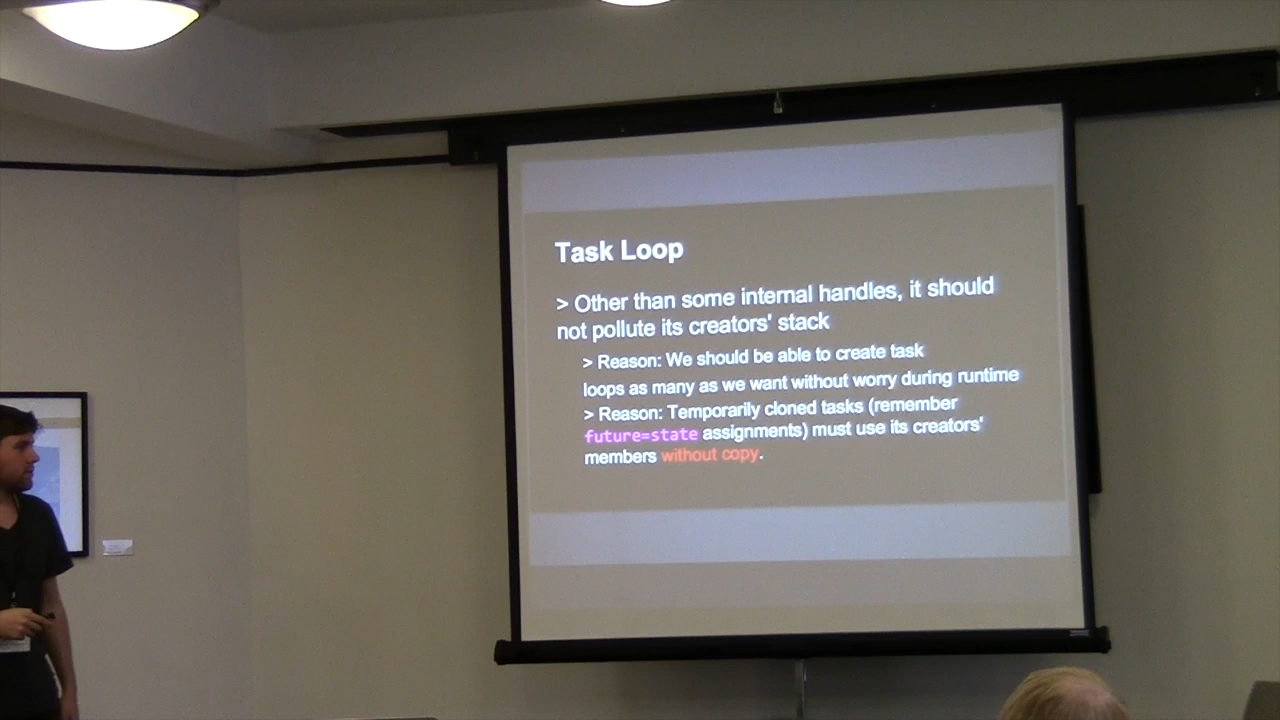 Task Loop
> Other than some internal handles, it should
not pollute its creators' stack
> Reason: We should be able to create task
loops as many as we want without worry during runtime
> Reason: Temporarily cloned tasks (remember
future=state assignments) must use its creators'
members without copy.